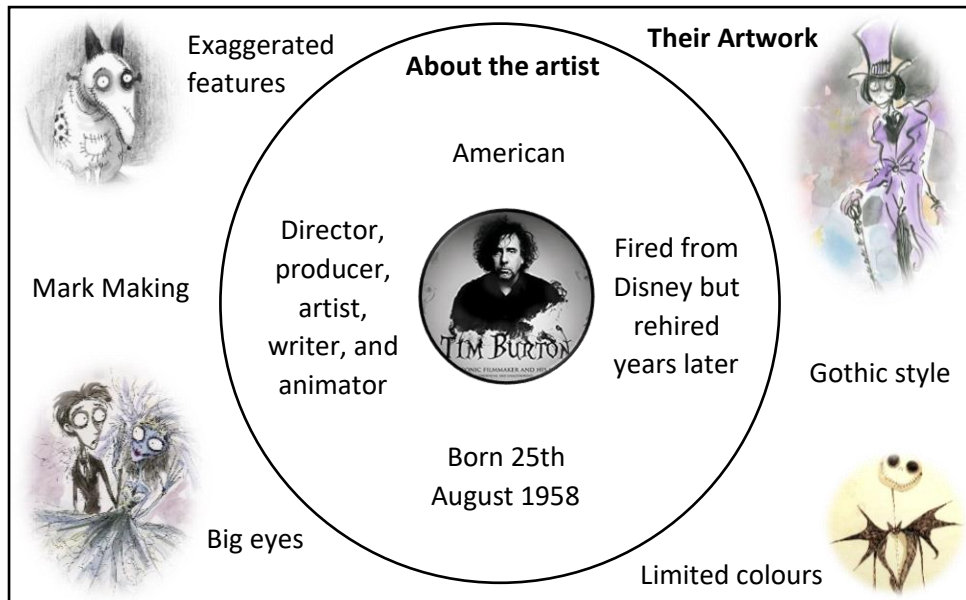 Exaggerated
features
Their Artwork
About the artist
American
Director,
producer,
artist,
writer, and
animator
TIM BURTON
Fired from
Disney but
rehired
years later
Mark Making
Gothic style
Born 25th
August 1958
Big eyes
Limited colours